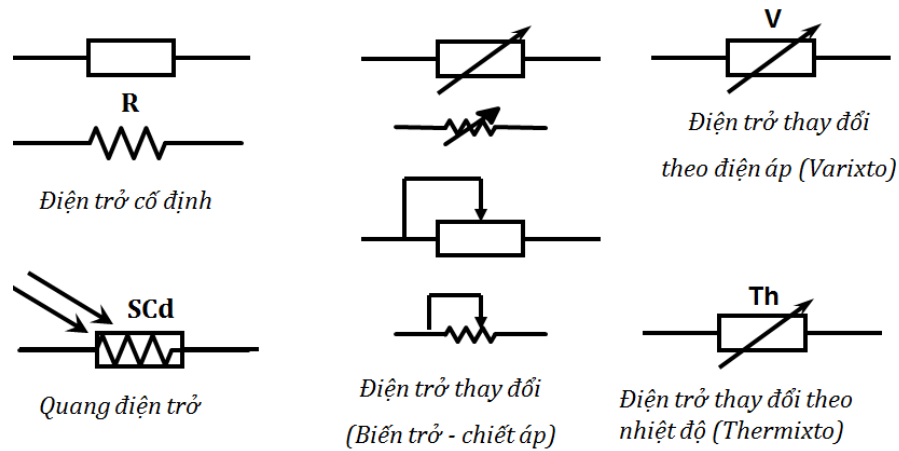 R
Điện trở cố định
SCd
Quang điện trở
Điện trở thay đổi
(Biến trở - chiết áp)
V
Điện trở thay đổi
theo điện áp (Varixto)
Th
Điện trở thay đổi theo
nhiệt độ (Thermixto)